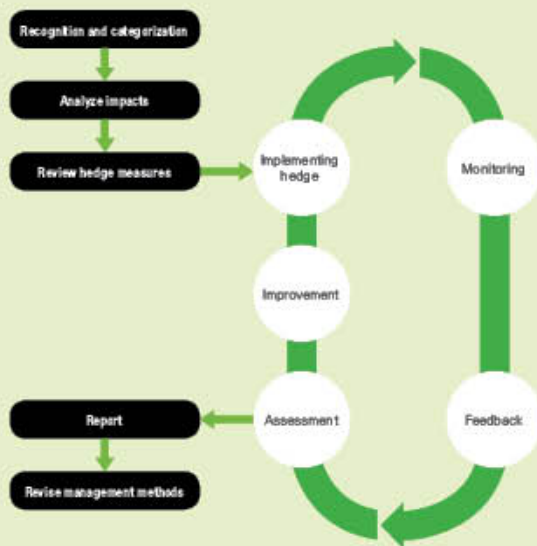 Recognition and categorization
Analyze impacts
Review hedge measures
Implementing
hedge
Monitoring
Improvement
Report
Assessment
Feedback
Revise management methods